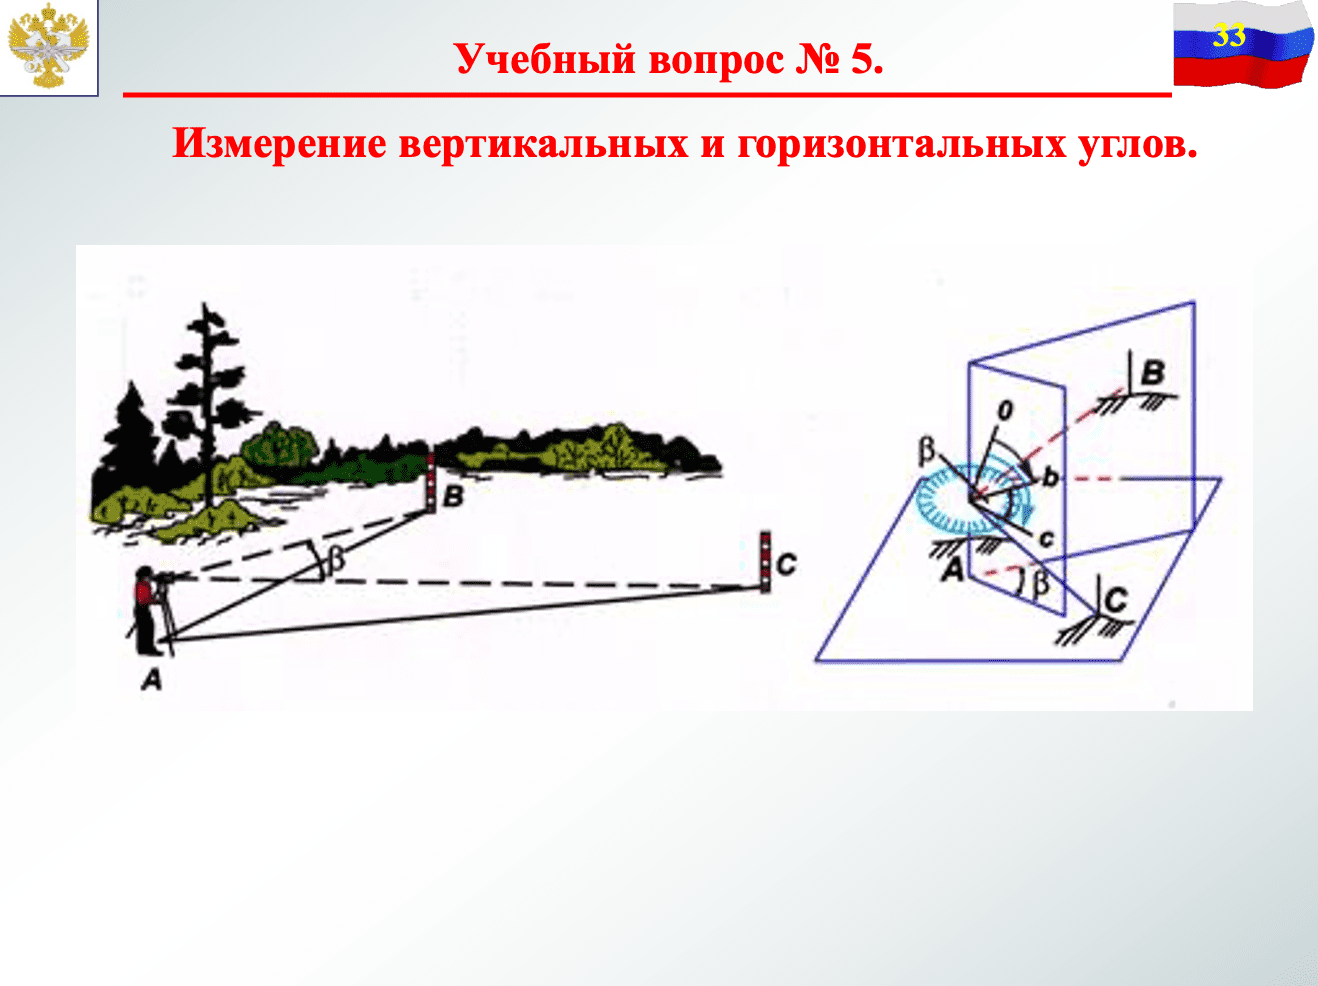 33
Учебный вопрос № 5.
Измерение вертикальных и горизонтальных углов.
B
β
C
A
B
0
β
b
c
A
β
C